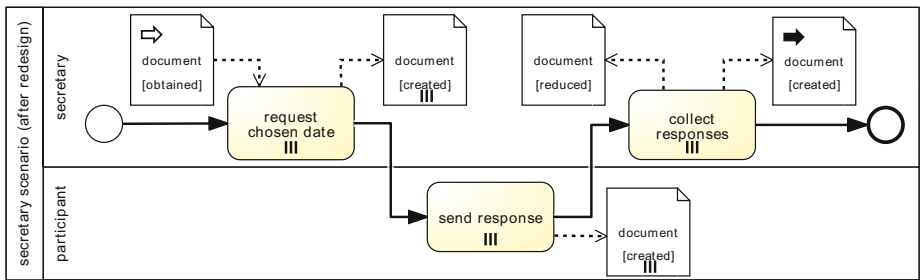 secretary scenario (after redesign)
secretary
document
[obtained]
request
chosen date
document
[created]
document
[reduced]
collect
responses
document
[created]
participant
send response
document
[created]